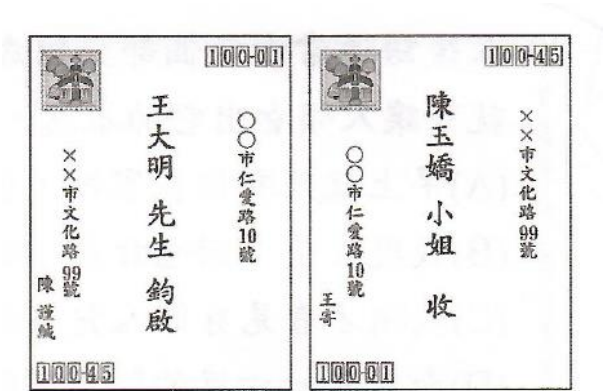 100-01
○○市仁愛路10號
王大明 先生 鈞啟
××市文化路99號
陳 謹緘
100-45
100-45
××市文化路99號
陳玉嬌 小姐 收
○○市仁愛路10號
王寄
100-01